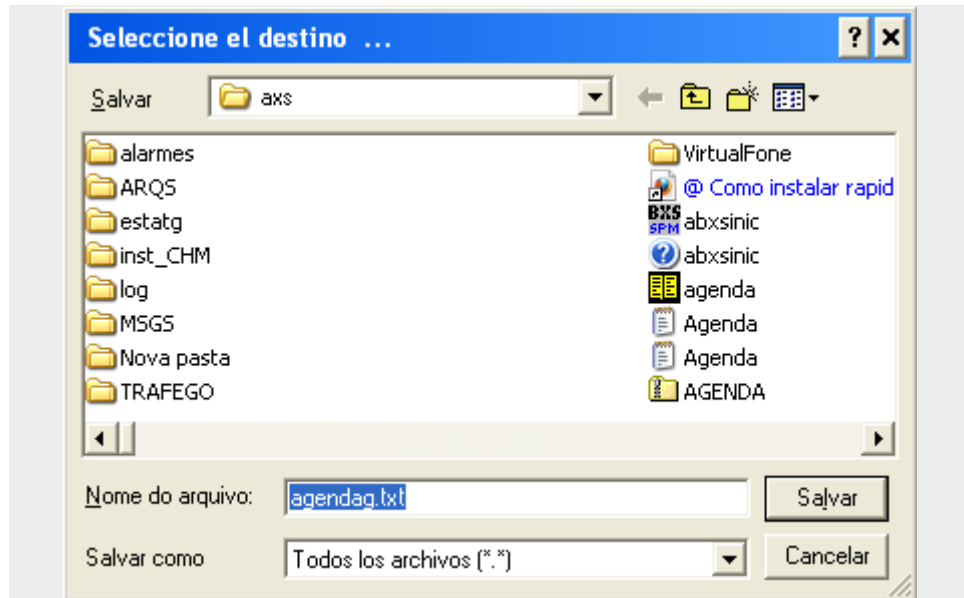 Seleccione el destino ...
Salvar axs
alarmes
ARQS
estatg
inst_CHM
log
MSGS
Nova pasta
TRAFEGO
VirtualFone
@ Como instalar rapid
BXS
SPM
abxsinic
abxsinic
agenda
Agenda
Agenda
AGENDA
Nome do arquivo: agendag.txt Salvar
Salvar como Todos los archivos (*.*) Cancelar